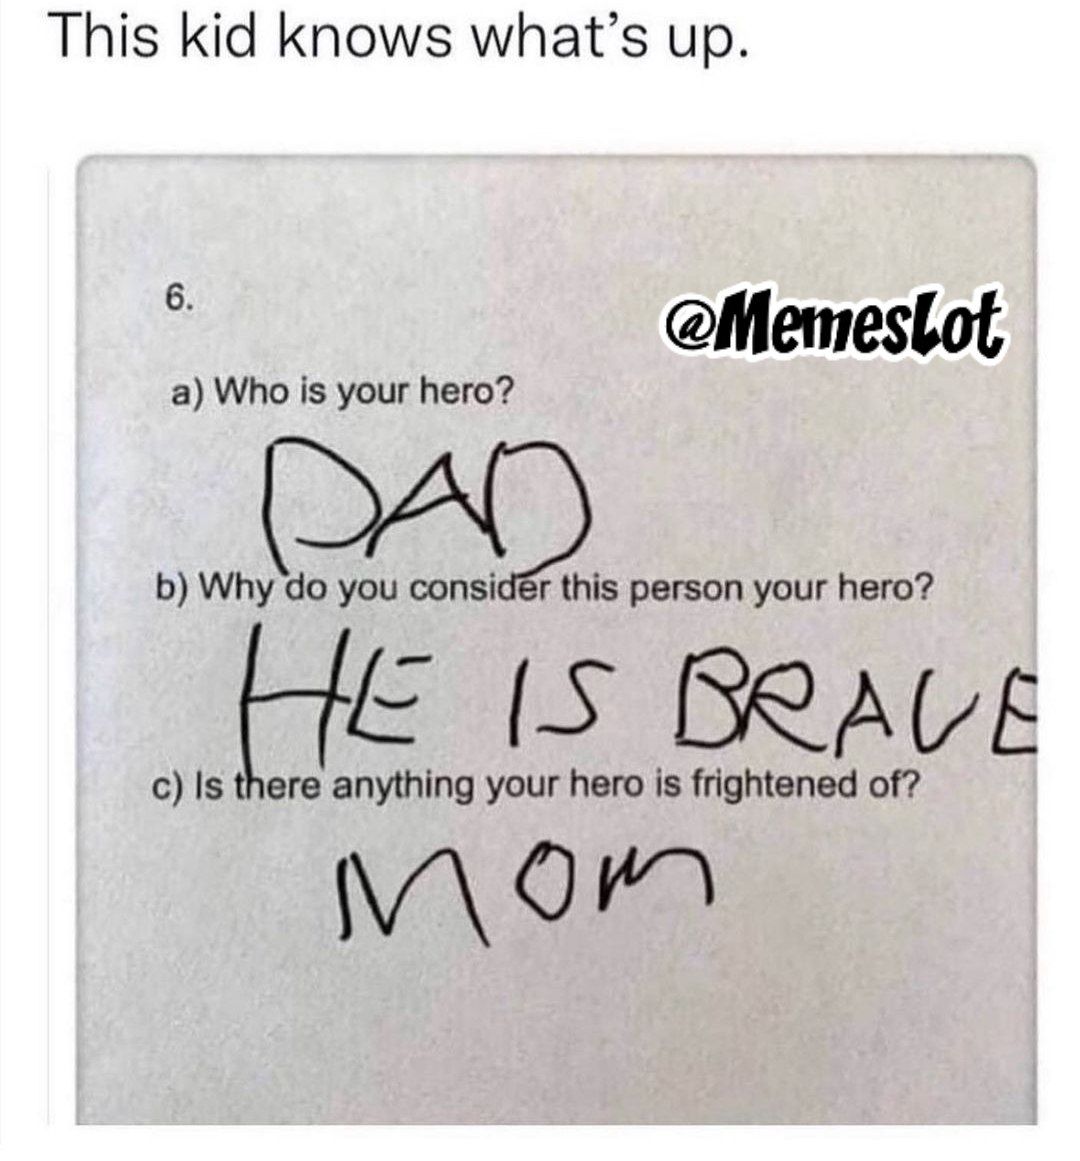 This kid knows what's up.
6.
@MemesLot
a) Who is your hero?
DAD
b) Why do you consider this person your hero?
HE IS BRAVE
c) Is there anything your hero is frightened of?
MOM